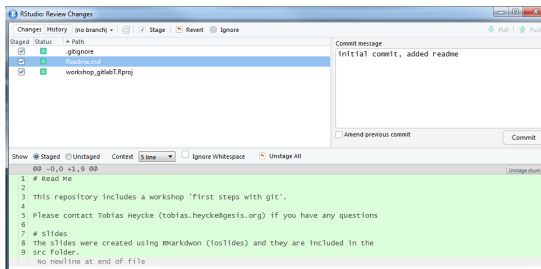 RStudio: Review Changes
Changes History (no branch) Stage Revert Ignore Pull Push
Staged Status Path
.gitignore
Readme.md
workshop_gitlabT.Rproj
Commit message
initial commit, added readme
Amend previous commit
Commit
Show Staged Unstaged Context 5 line Ignore Whitespace Unstage All
@@ -0,0 +1,9 @@ Unstage chunk
1 # Read Me
2
3 This repository includes a workshop 'first steps with git'.
4
5 Please contact Tobias Heycke (tobias.heycke@gesis.org) if you have any questions
6
7 # Slides
8 The slides were created using RMarkdwon (ioslides) and they are included in the
9 src folder.
No newline at end of file